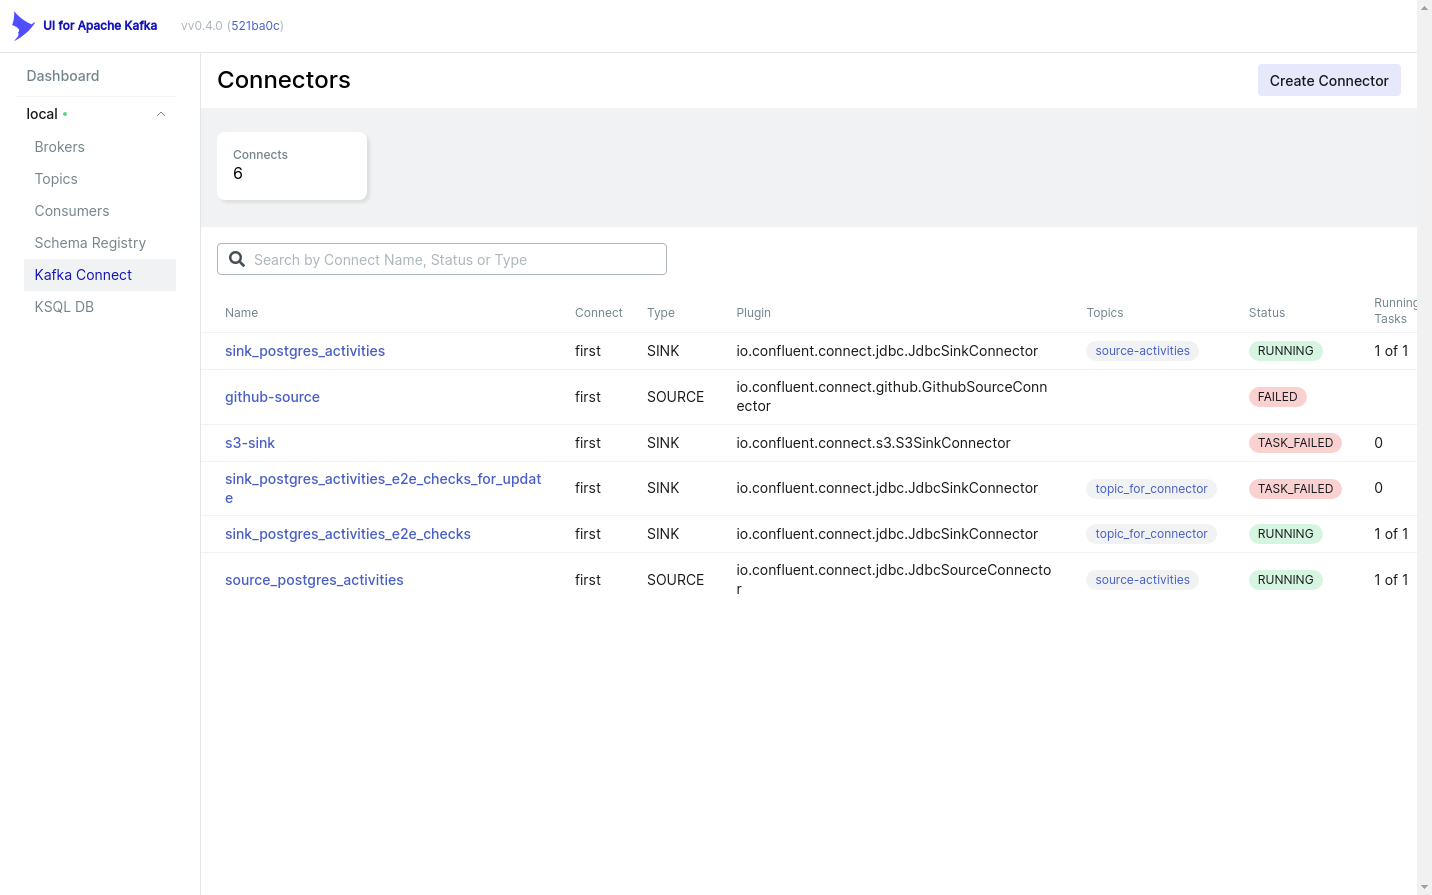 UI for Apache Kafka vv0.4.0 (521ba0c)
Dashboard
local
Brokers
Topics
Consumers
Schema Registry
Kafka Connect
KSQL DB
Connectors
Create Connector
Connects
6
Search by Connect Name, Status or Type
Name Connect Type Plugin Topics Status Running
Tasks
sink_postgres_activities first SINK io.confluent.connect.jdbc.JdbcSinkConnector source-activities RUNNING 1 of 1
github-source first SOURCE io.confluent.connect.github.GithubSourceConn
ector FAILED
s3-sink first SINK io.confluent.connect.s3.S3SinkConnector TASK_FAILED 0
sink_postgres_activities_e2e_checks_for_updat
e first SINK io.confluent.connect.jdbc.JdbcSinkConnector topic_for_connector TASK_FAILED 0
sink_postgres_activities_e2e_checks first SINK io.confluent.connect.jdbc.JdbcSinkConnector topic_for_connector RUNNING 1 of 1
source_postgres_activities first SOURCE io.confluent.connect.jdbc.JdbcSourceConnecto
r source-activities RUNNING 1 of 1